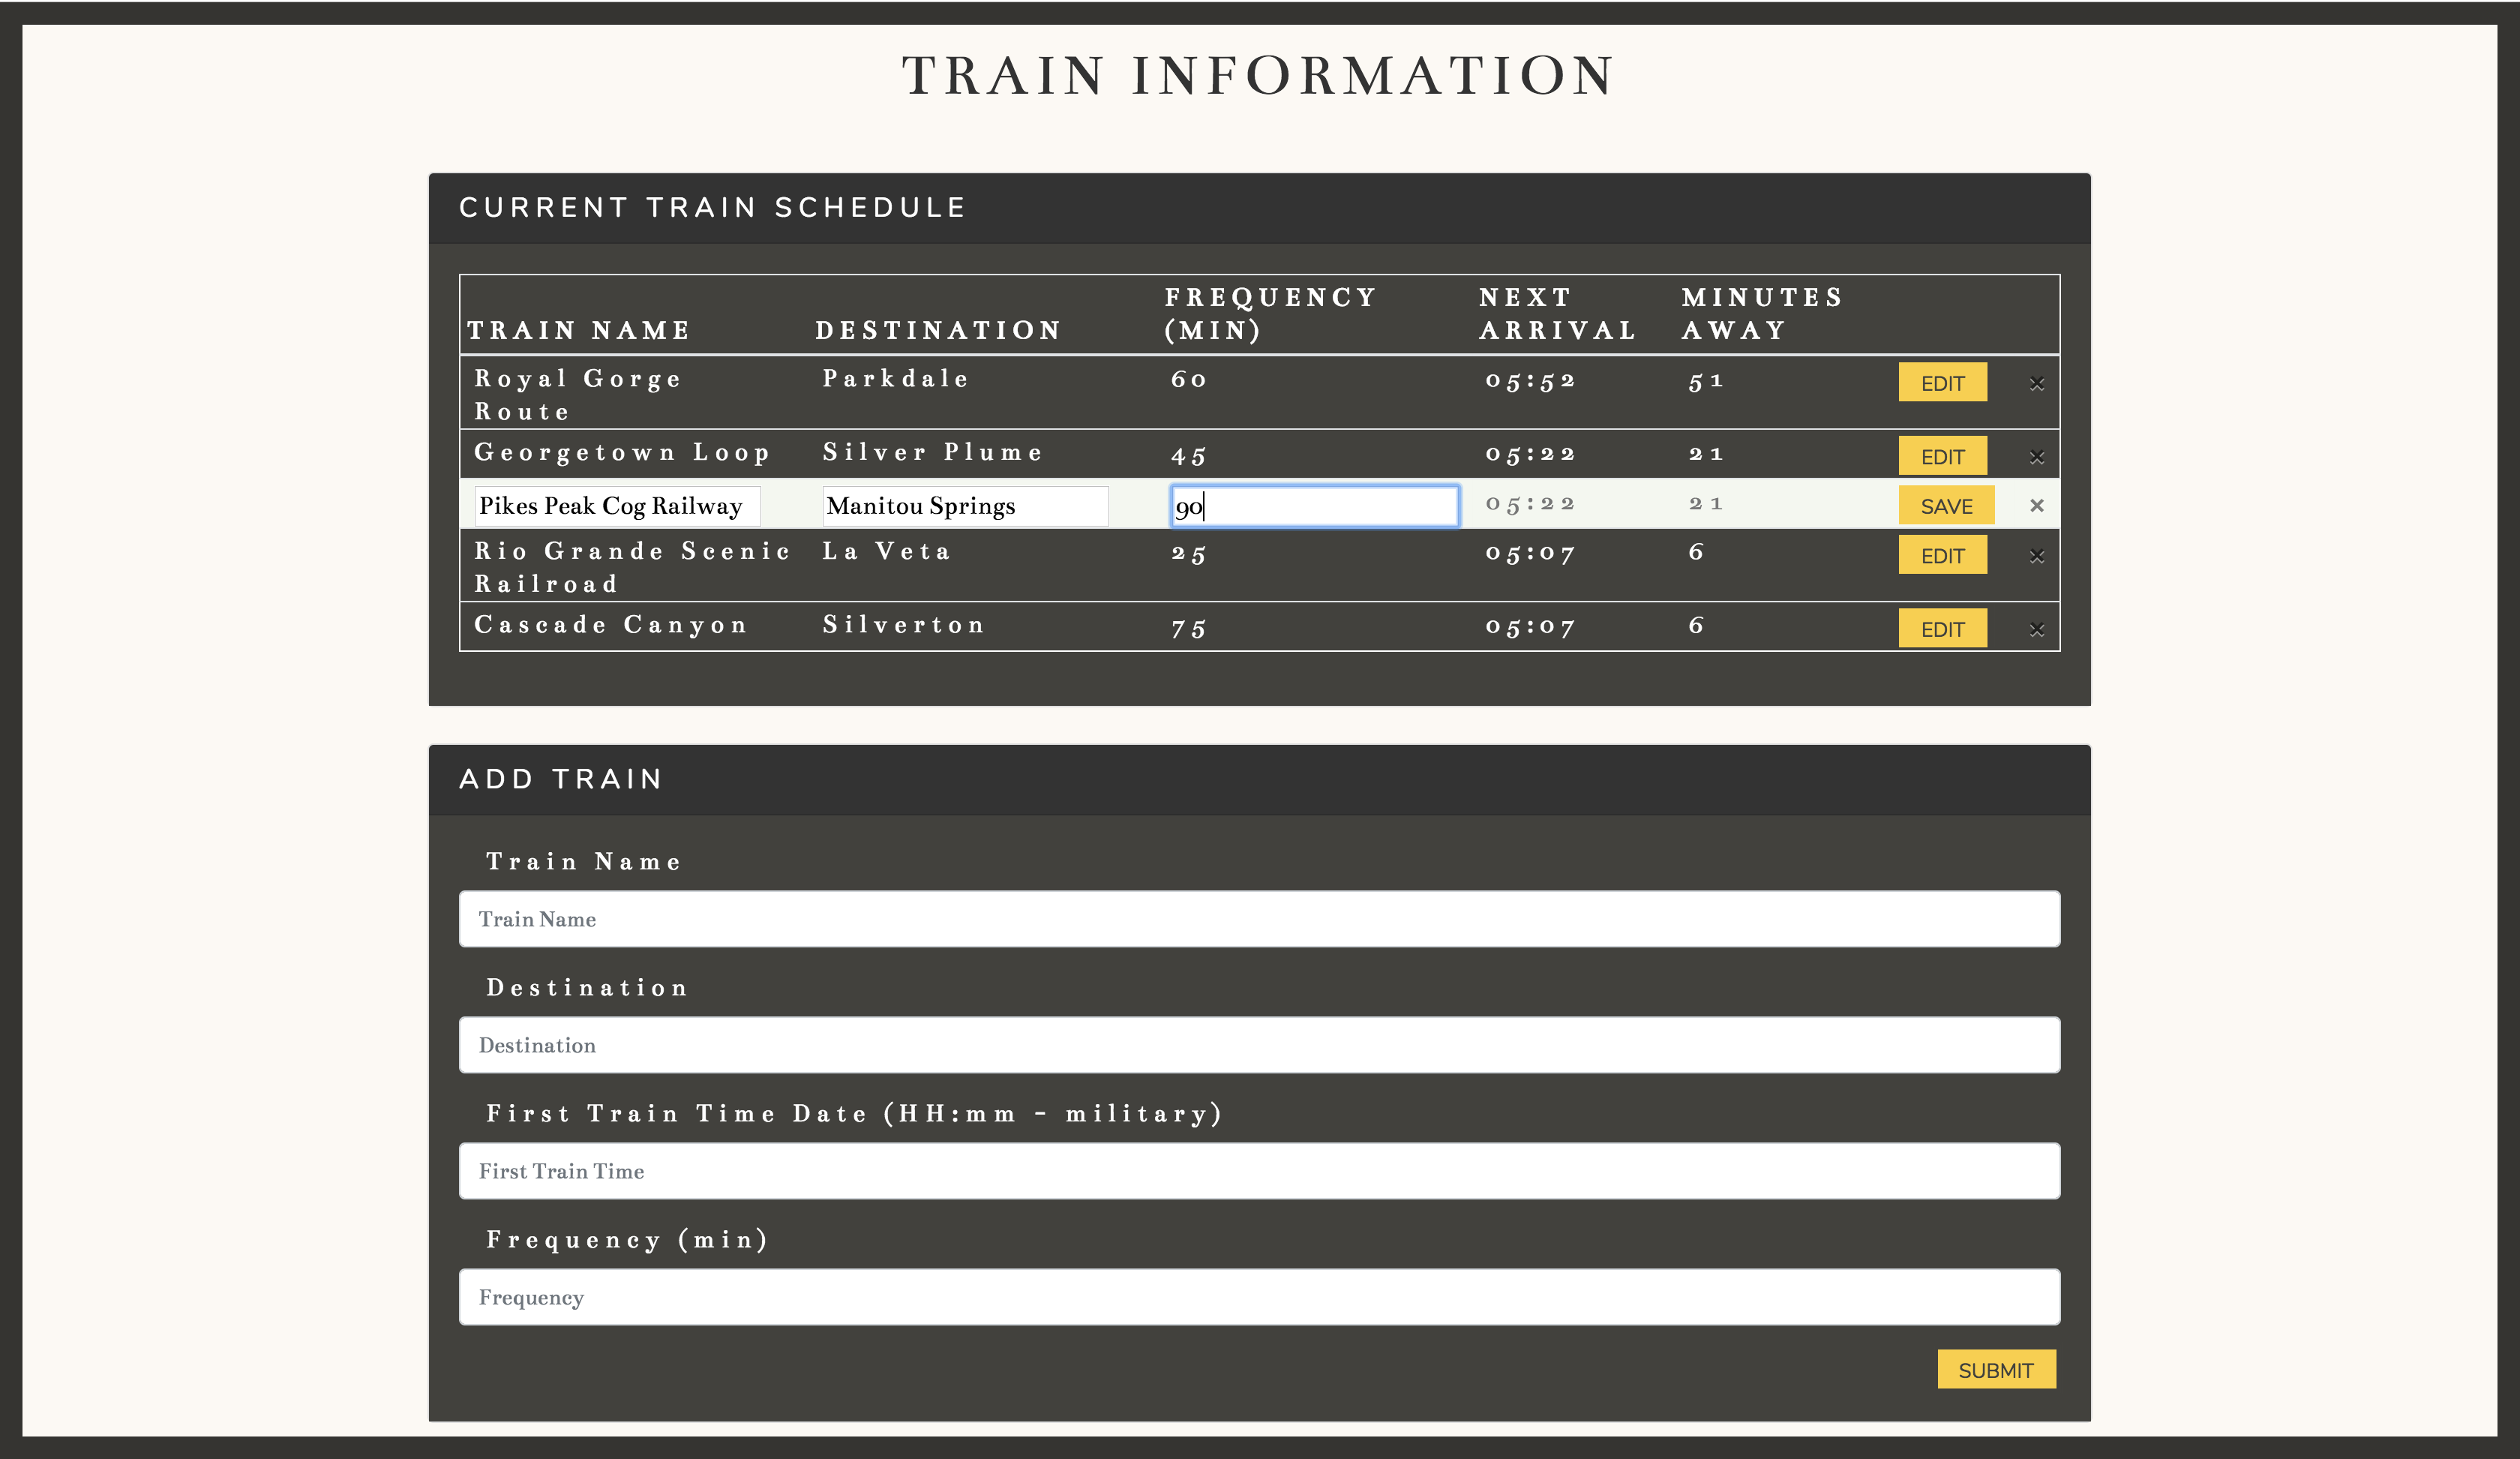 TRAIN INFORMATION
CURRENT TRAIN SCHEDULE
TRAIN NAME DESTINATION FREQUENCY (MIN) NEXT ARRIVAL MINUTES AWAY
Royal Gorge Route Parkdale 60 05:52 51 EDIT ×
Georgetown Loop Silver Plume 45 05:22 21 EDIT ×
Pikes Peak Cog Railway Manitou Springs 90 05:22 21 SAVE ×
Rio Grande Scenic Railroad La Veta 25 05:07 6 EDIT ×
Cascade Canyon Silverton 75 05:07 6 EDIT ×
ADD TRAIN
Train Name
Train Name
Destination
Destination
First Train Time Date (HH:mm - military)
First Train Time
Frequency (min)
Frequency
SUBMIT